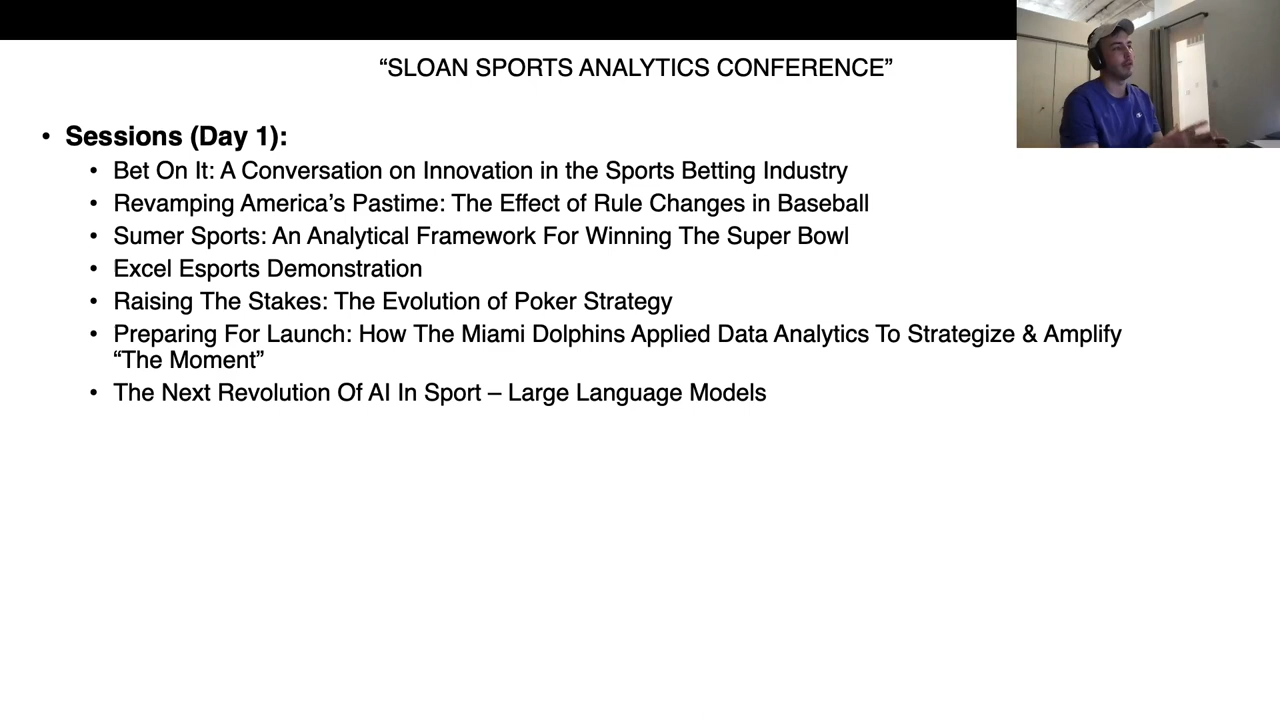 “SLOAN SPORTS ANALYTICS CONFERENCE”
• Sessions (Day 1):
• Bet On It: A Conversation on Innovation in the Sports Betting Industry
• Revamping America’s Pastime: The Effect of Rule Changes in Baseball
• Sumer Sports: An Analytical Framework For Winning The Super Bowl
• Excel Esports Demonstration
• Raising The Stakes: The Evolution of Poker Strategy
• Preparing For Launch: How The Miami Dolphins Applied Data Analytics To Strategize & Amplify
“The Moment”
• The Next Revolution Of AI In Sport – Large Language Models